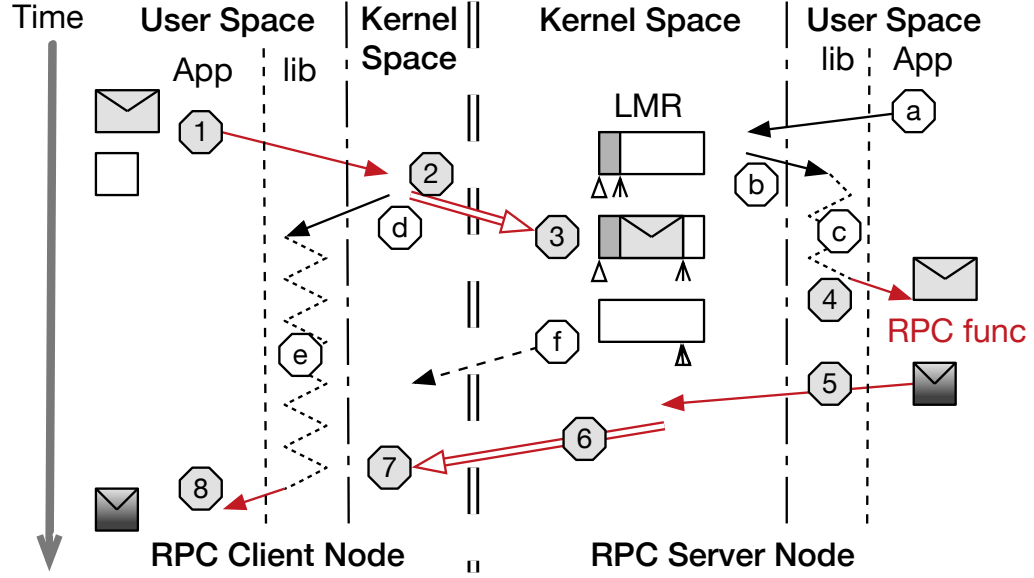 Time
User Space
Kernel
Space
Kernel Space
User Space
App
lib
lib
App
LMR
a
1
2
b
d
3
c
4
RPC func
f
e
5
6
7
8
RPC Client Node
RPC Server Node